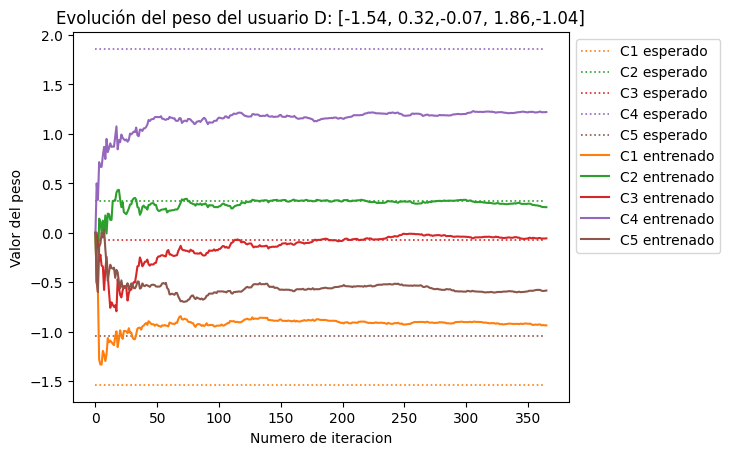 Evolución del peso del usuario D: [-1.54, 0.32,-0.07, 1.86,-1.04]
2.0
1.5
1.0
0.5
0.0
−0.5
−1.0
−1.5
Valor del peso
0 50 100 150 200 250 300 350
Numero de iteracion
C1 esperado
C2 esperado
C3 esperado
C4 esperado
C5 esperado
C1 entrenado
C2 entrenado
C3 entrenado
C4 entrenado
C5 entrenado